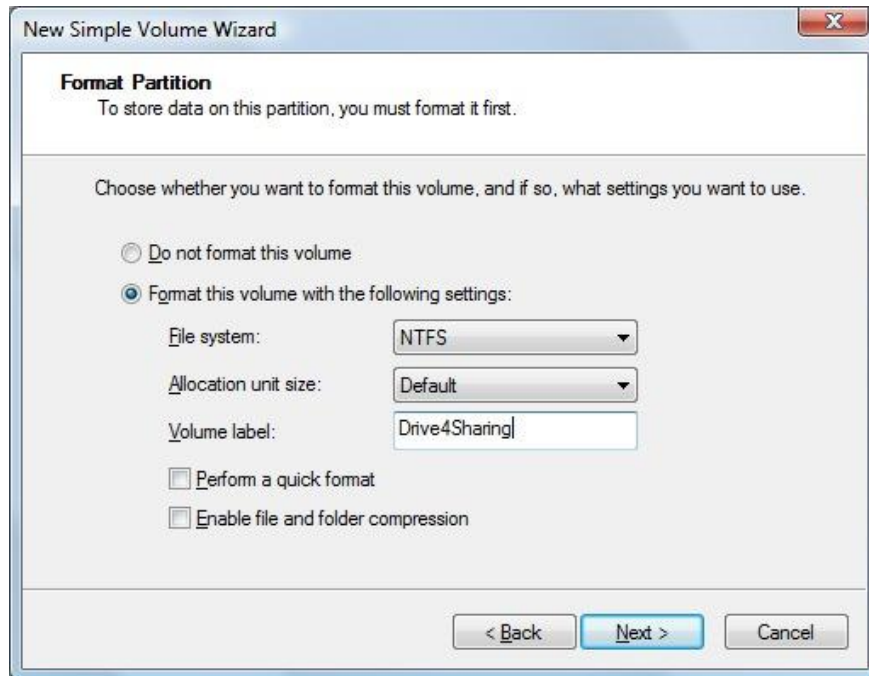 New Simple Volume Wizard
Format Partition
To store data on this partition, you must format it first.
Choose whether you want to format this volume, and if so, what settings you want to use.
Do not format this volume
Format this volume with the following settings:
File system: NTFS
Allocation unit size: Default
Volume label: Drive4Sharing
Perform a quick format
Enable file and folder compression
< Back Next > Cancel